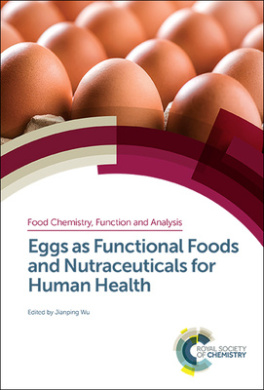 Food Chemistry, Function and Analysis
Eggs as Functional Foods
and Nutraceuticals for
Human Health
Edited by Jianping Wu
ROYAL SOCIETY
OF CHEMISTRY